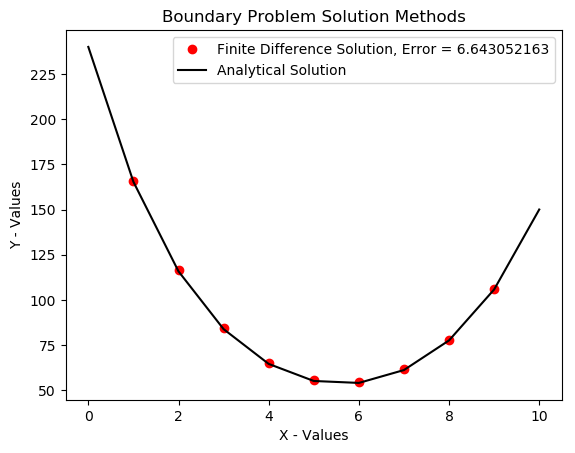 Boundary Problem Solution Methods
Finite Difference Solution, Error = 6.643052163
Analytical Solution
Y - Values
225
200
175
150
125
100
75
50
0
2
4
6
8
10
X - Values